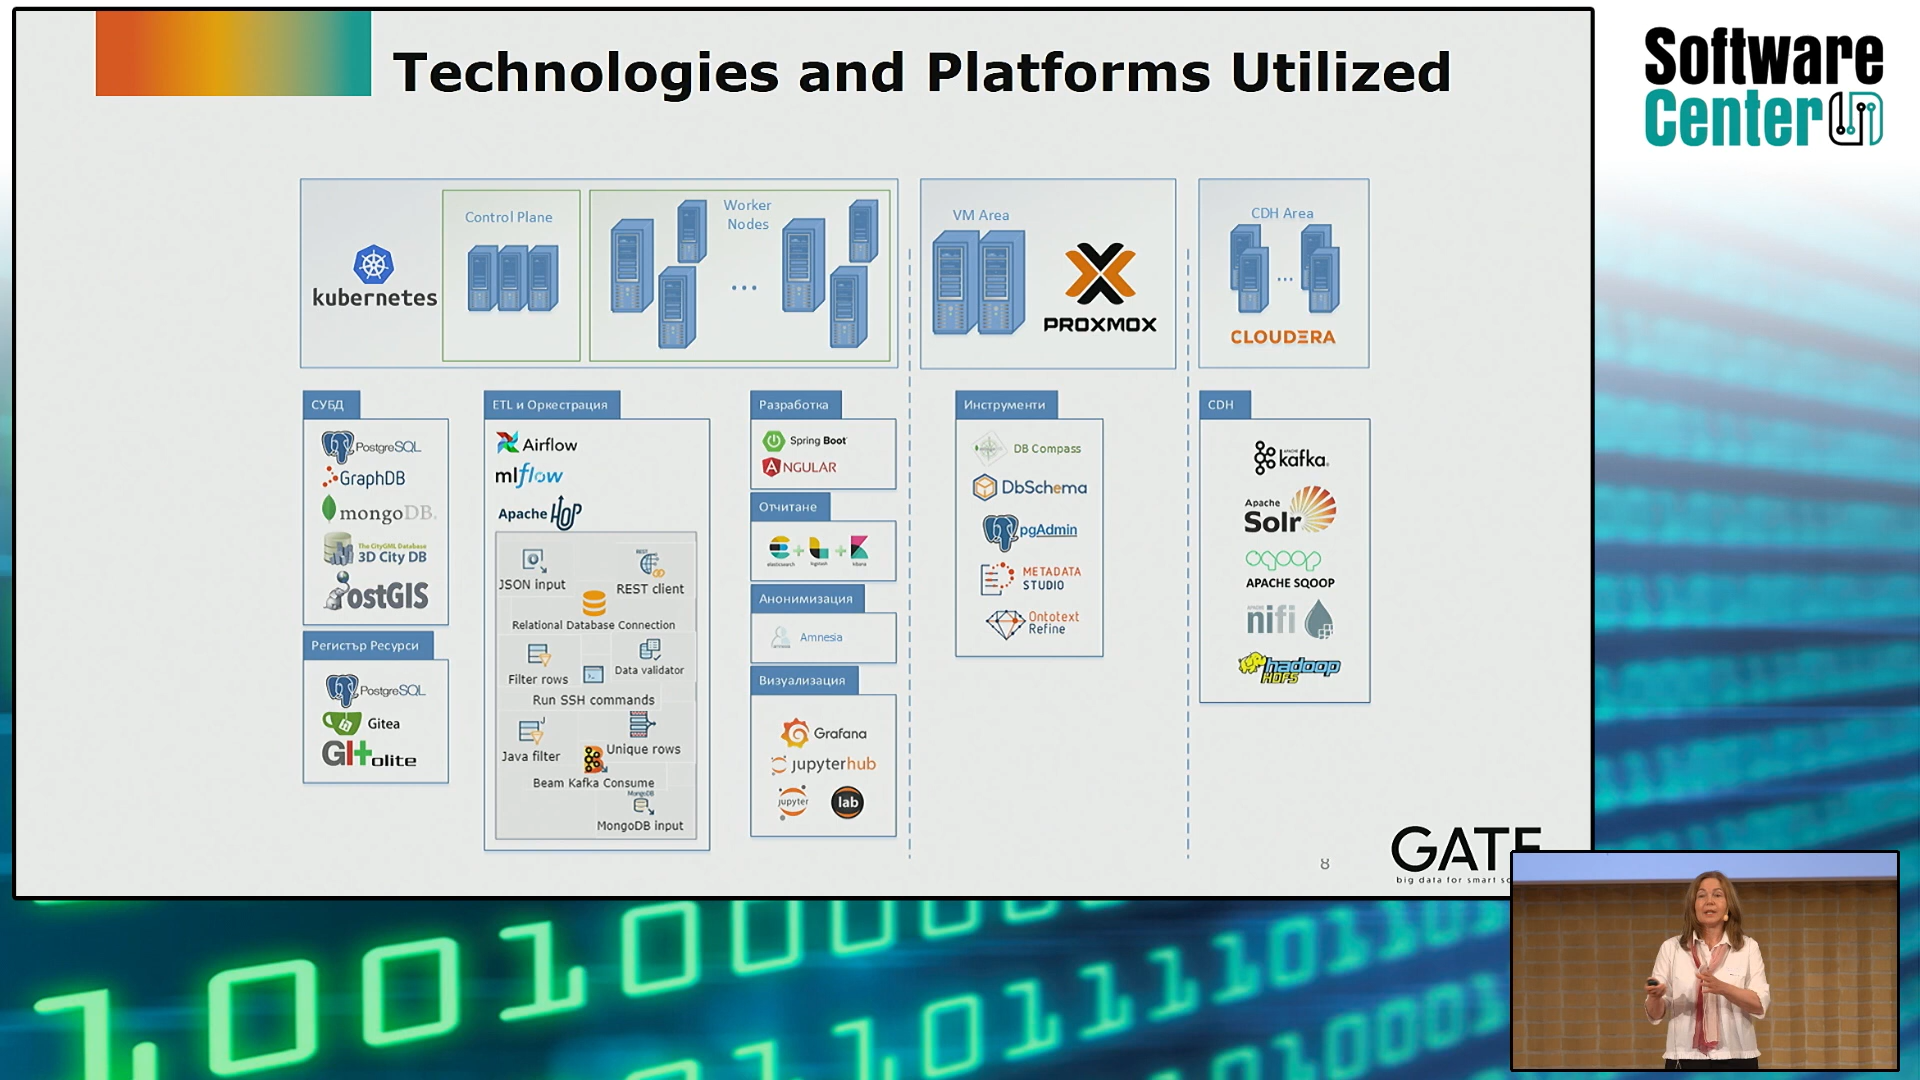 Technologies and Platforms Utilized
Software
Center
kubernetes
Control Plane
Worker
Nodes
VM Area
PROXMOX
CDH Area
CLOUDERA
СУБД
PostgreSQL
GraphDB
mongoDB.
The CityGML Database
3D City DB
PostGIS
Регистър Ресурси
PostgreSQL
Gitea
GIt olite
ETL и Оркестрация
Airflow
mlflow
Apache HOP
JSON input
REST
REST client
Relational Database Connection
Filter rows
Data validator
Run SSH commands
J
Java filter
Unique rows
Beam Kafka Consume
MongoDB
MongoDB input
Разработка
Spring Boot
ANGULAR
Отчитане
elasticsearch
logstash
kibana
Анонимизация
Amnesia
Визуализация
Grafana
jupyterhub
jupyter
lab
Инструменти
DB Compass
DbSchema
pgAdmin
METADATA
STUDIO
Ontotext
Refine
CDH
APACHE
kafka
Apache
Solr
sqoop
APACHE SQOOP
nifi
hadoop
HDFS
8
GATE
big data for smart